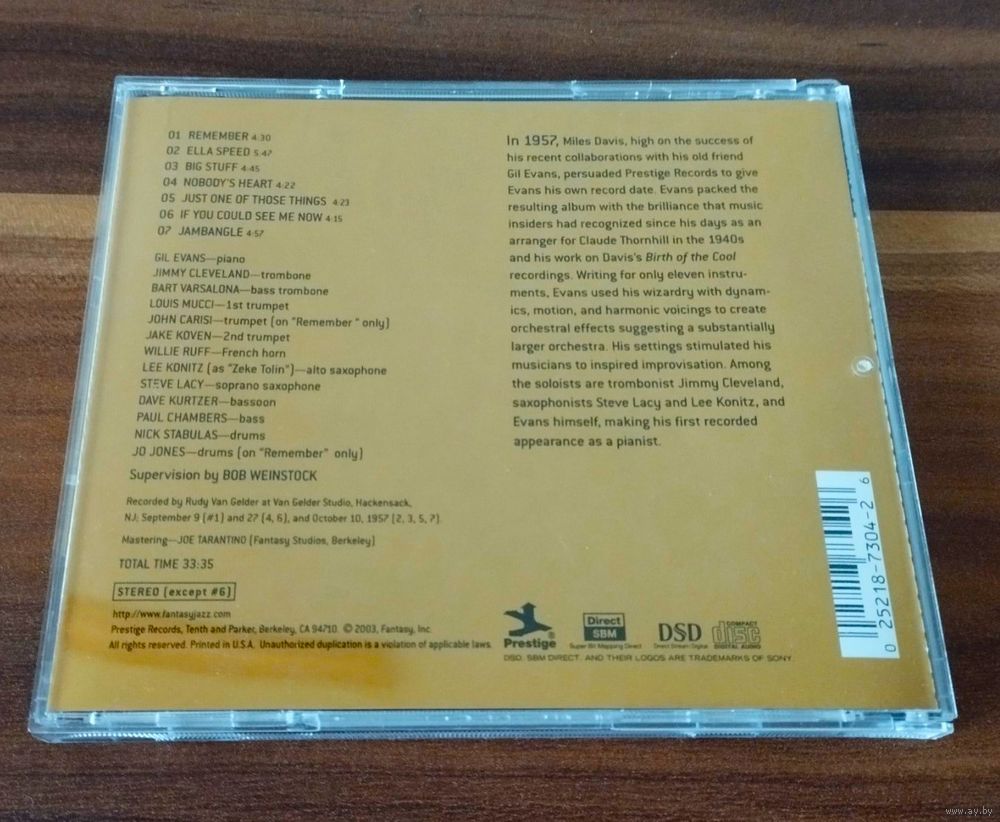 01 REMEMBER 4:30
02 ELLA SPEED 5:47
03 BIG STUFF 4:45
04 NOBODY'S HEART 4:22
05 JUST ONE OF THOSE THINGS 4:23
06 IF YOU COULD SEE ME NOW 4:15
07 JAMBANGLE 4:57
GIL EVANS—piano
JIMMY CLEVELAND—trombone
BART VARSALONA—bass trombone
LOUIS MUCCI—1st trumpet
JOHN CARISI—trumpet (on "Remember" only)
JAKE KOVEN—2nd trumpet
WILLIE RUFF—French horn
LEE KONITZ (as "Zeke Tolin")—alto saxophone
STEVE LACY—soprano saxophone
DAVE KURTZER—bassoon
PAUL CHAMBERS—bass
NICK STABULAS—drums
JO JONES—drums (on "Remember" only)
Supervision by BOB WEINSTOCK
Recorded by Rudy Van Gelder at Van Gelder Studio, Hackensack,
NJ; September 9 (#1) and 27 (4, 6), and October 10, 1957 (2, 3, 5, 7).
Mastering—JOE TARANTINO (Fantasy Studios, Berkeley)
TOTAL TIME 33:35
STEREO (except #6)
http://www.fantasyjazz.com
Prestige Records, Tenth and Parker, Berkeley, CA 94710. © 2003, Fantasy, Inc.
All rights reserved. Printed in U.S.A. Unauthorized duplication is a violation of applicable laws.
In 1957, Miles Davis, high on the success of
his recent collaborations with his old friend
Gil Evans, persuaded Prestige Records to give
Evans his own record date. Evans packed the
resulting album with the brilliance that music
insiders had recognized since his days as an
arranger for Claude Thornhill in the 1940s
and his work on Davis's Birth of the Cool
recordings. Writing for only eleven instru-
ments, Evans used his wizardry with dynam-
ics, motion, and harmonic voicings to create
orchestral effects suggesting a substantially
larger orchestra. His settings stimulated his
musicians to inspired improvisation. Among
the soloists are trombonist Jimmy Cleveland,
saxophonists Steve Lacy and Lee Konitz, and
Evans himself, making his first recorded
appearance as a pianist.
Prestige
Direct
SBM
Super Bit Mapping Direct
DSD
Direct Stream Digital
COMPACT
disc
DIGITAL AUDIO
DSD, SBM DIRECT, AND THEIR LOGOS ARE TRADEMARKS OF SONY.
0 25218-7304-2 6
www.ay.by